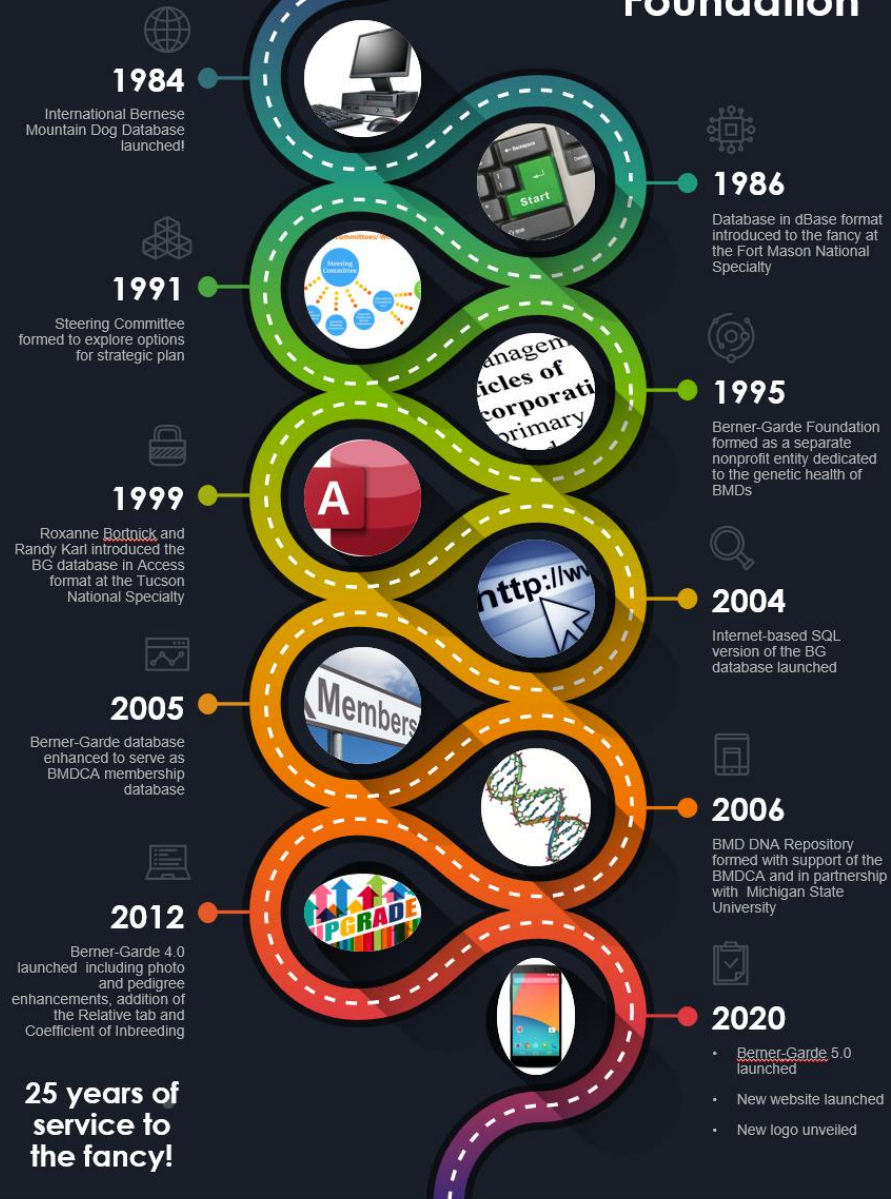 Foundation
1984
International Bernese
Mountain Dog Database
launched!
Backspace
Start
1986
Database in dBase format
introduced to the fancy at
the Fort Mason National
Specialty
1991
Steering Committee
formed to explore options
for strategic plan
Steering
Committee
1995
Berner-Garde Foundation
formed as a separate
nonprofit entity dedicated
to the genetic health of
BMDs
anagem
icles of
corporati
primary
1999
Roxanne Bortnick and
Randy Karl introduced the
BG database in Access
format at the Tucson
National Specialty
A
http://ww
2004
Internet-based SQL
version of the BG
database launched
2005
Berner-Garde database
enhanced to serve as
BMDCA membership
database
Members
2006
BMD DNA Repository
formed with support of the
BMDCA and in partnership
with Michigan State
University
2012
Berner-Garde 4.0
launched including photo
and pedigree
enhancements, addition of
the Relative tab and
Coefficient of Inbreeding
UPGRADE
2020
• Berner-Garde 5.0
launched
• New website launched
• New logo unveiled
25 years of
service to
the fancy!